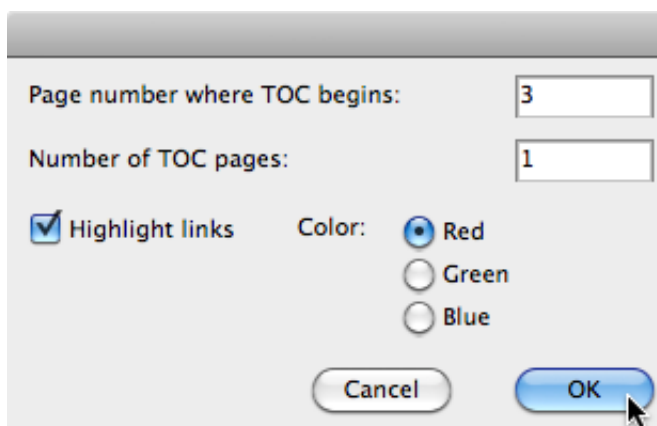 Page number where TOC begins: 3
Number of TOC pages: 1
Highlight links Color: Red
Green
Blue
Cancel OK